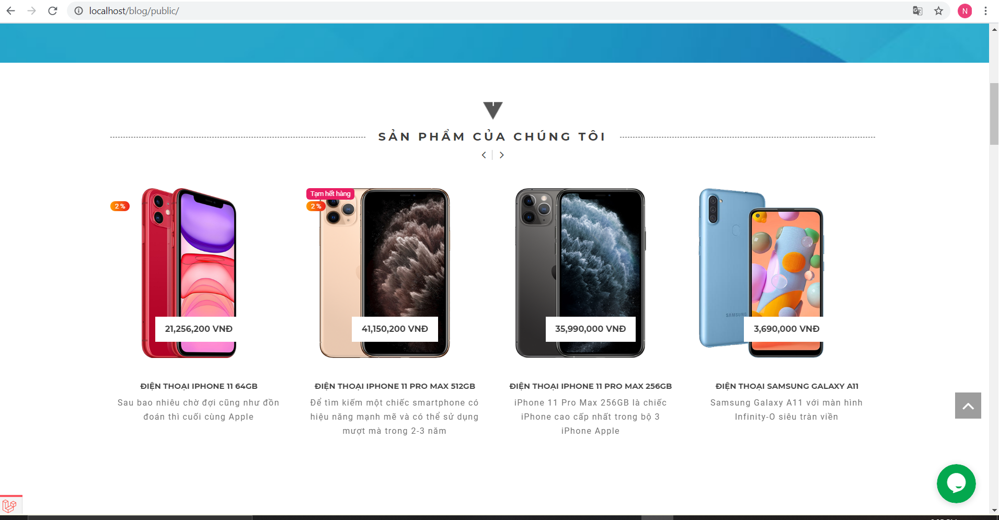 localhost/blog/public/
N
SẢN PHẨM CỦA CHÚNG TÔI
2 %
Tạm hết hàng
2 %
SAMSUNG
21,256,200 VNĐ
41,150,200 VNĐ
35,990,000 VNĐ
3,690,000 VNĐ
ĐIỆN THOẠI IPHONE 11 64GB
Sau bao nhiêu chờ đợi cũng như đồn
đoán thì cuối cùng Apple
ĐIỆN THOẠI IPHONE 11 PRO MAX 512GB
Để tìm kiếm một chiếc smartphone có
hiệu năng mạnh mẽ và có thể sử dụng
mượt mà trong 2-3 năm
ĐIỆN THOẠI IPHONE 11 PRO MAX 256GB
iPhone 11 Pro Max 256GB là chiếc
iPhone cao cấp nhất trong bộ 3
iPhone Apple
ĐIỆN THOẠI SAMSUNG GALAXY A11
Samsung Galaxy A11 với màn hình
Infinity-O siêu tràn viền